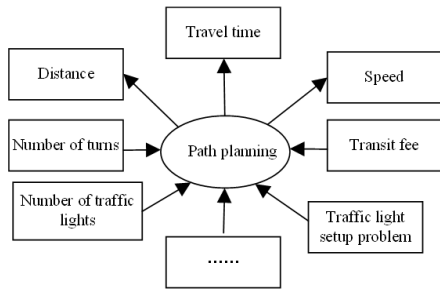 Travel time
Distance
Speed
Number of turns
Path planning
Transit fee
Number of traffic
lights
Traffic light
setup problem
......